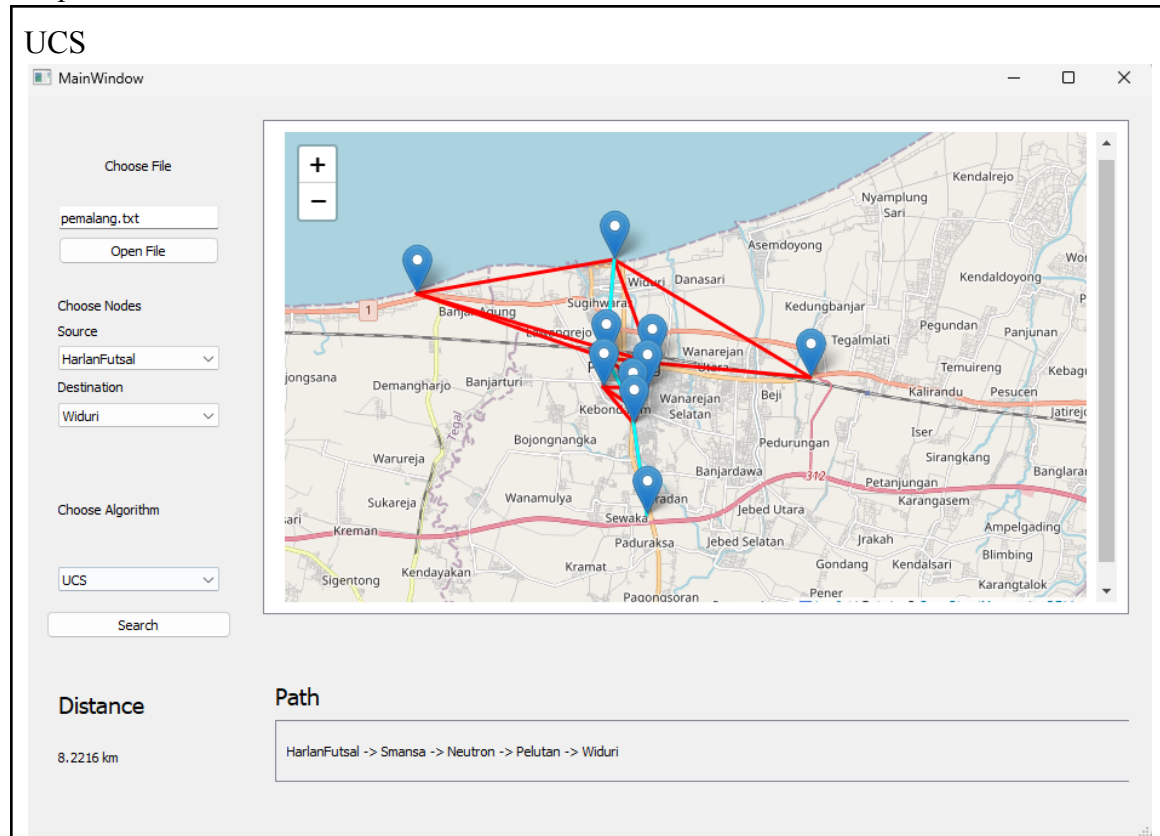 UCS
MainWindow
Choose File
pemalang.txt
Open File
Choose Nodes
Source
HarlanFutsal
Destination
Widuri
Choose Algorithm
UCS
Search
Distance
8.2216 km
Path
HarlanFutsal -> Smansa -> Neutron -> Pelutan -> Widuri
+
−
Kendalrejo
Nyamplung
Sari
Asemdoyong
Widuri
Danasari
Kendaldoyong
Sugihwaras
Kedungbanjar
1
Banjar Agung
Pegundan
Panjunan
Tegalmlati
Wanarejan
Utara
Temuireng
jongsana
Demangharjo
Banjarturi
Beji
Kalirandu
Pesucen
Wanarejan
Selatan
Tegal
Iser
Bojongnangka
Pedurungan
Warureja
Sirangkang
Banjardawa
312
Petanjungan
Sukareja
Wanamulya
Karangasem
Jebed Utara
Sewaka
Kreman
Ampelgading
Paduraksa
Jebed Selatan
Jrakah
Blimbing
Kendayakan
Kramat
Gondang
Kendalsari
Sigentong
Karangtalok
Pener
Pagongsoran